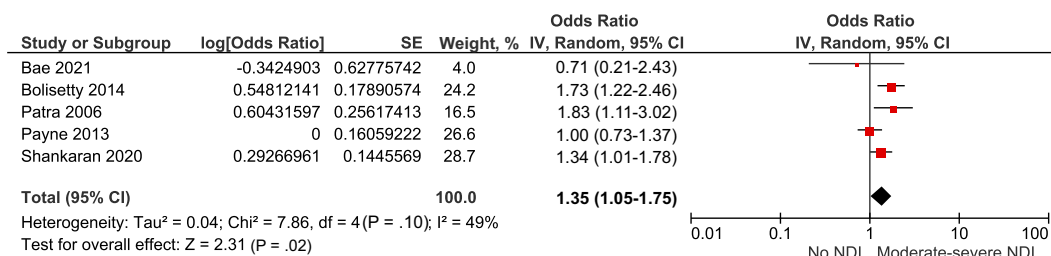 Odds Ratio Odds Ratio
Study or Subgroup log[Odds Ratio] SE Weight, % IV, Random, 95% CI IV, Random, 95% CI
Bae 2021 -0.3424903 0.62775742 4.0 0.71 (0.21-2.43)
Bolisetty 2014 0.54812141 0.17890574 24.2 1.73 (1.22-2.46)
Patra 2006 0.60431597 0.25617413 16.5 1.83 (1.11-3.02)
Payne 2013 0 0.16059222 26.6 1.00 (0.73-1.37)
Shankaran 2020 0.29266961 0.1445569 28.7 1.34 (1.01-1.78)
Total (95% CI) 100.0 1.35 (1.05-1.75)
Heterogeneity: Tau² = 0.04; Chi² = 7.86, df = 4 (P = .10); I² = 49%
Test for overall effect: Z = 2.31 (P = .02)
0.01 0.1 1 10 100
No NDI Moderate-severe NDI